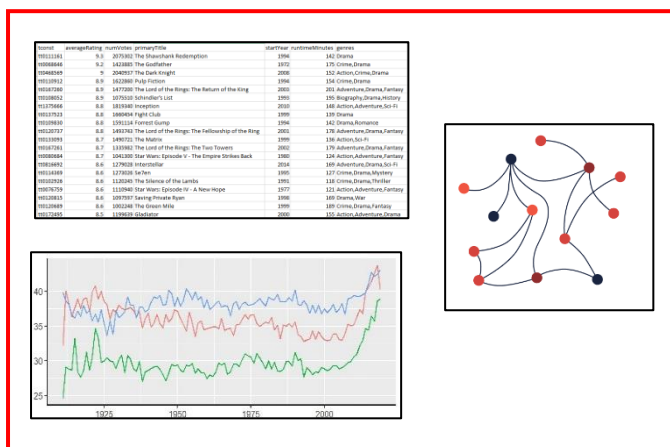 tconst averageRating numVotes primaryTitle startYear runtimeMinutes genres
tt0111161 9.3 2075302 The Shawshank Redemption 1994 142 Drama
tt0068646 9.2 1423885 The Godfather 1972 175 Crime,Drama
tt0468569 9 2040937 The Dark Knight 2008 152 Action,Crime,Drama
tt0110912 8.9 1622860 Pulp Fiction 1994 154 Crime,Drama
tt0167260 8.9 1477200 The Lord of the Rings: The Return of the King 2003 201 Adventure,Drama,Fantasy
tt0108052 8.9 1075510 Schindler's List 1993 195 Biography,Drama,History
tt1375666 8.8 1819340 Inception 2010 148 Action,Adventure,Sci-Fi
tt0137523 8.8 1660454 Fight Club 1999 139 Drama
tt0109830 8.8 1591114 Forrest Gump 1994 142 Drama,Romance
tt0120737 8.8 1493743 The Lord of the Rings: The Fellowship of the Ring 2001 178 Adventure,Drama,Fantasy
tt0133093 8.7 1490721 The Matrix 1999 136 Action,Sci-Fi
tt0167261 8.7 1335982 The Lord of the Rings: The Two Towers 2002 179 Adventure,Drama,Fantasy
tt0080684 8.7 1041300 Star Wars: Episode V - The Empire Strikes Back 1980 124 Action,Adventure,Fantasy
tt0816692 8.6 1279028 Interstellar 2014 169 Adventure,Drama,Sci-Fi
tt0114369 8.6 1273026 Se7en 1995 127 Crime,Drama,Mystery
tt0102926 8.6 1120245 The Silence of the Lambs 1991 118 Crime,Drama,Thriller
tt0076759 8.6 1110940 Star Wars: Episode IV - A New Hope 1977 121 Action,Adventure,Fantasy
tt0120815 8.6 1097597 Saving Private Ryan 1998 169 Drama,War
tt0120689 8.6 1002248 The Green Mile 1999 189 Crime,Drama,Fantasy
tt0172495 8.5 1199639 Gladiator 2000 155 Action,Adventure,Drama
40
35
30
25
1925 1950 1975 2000